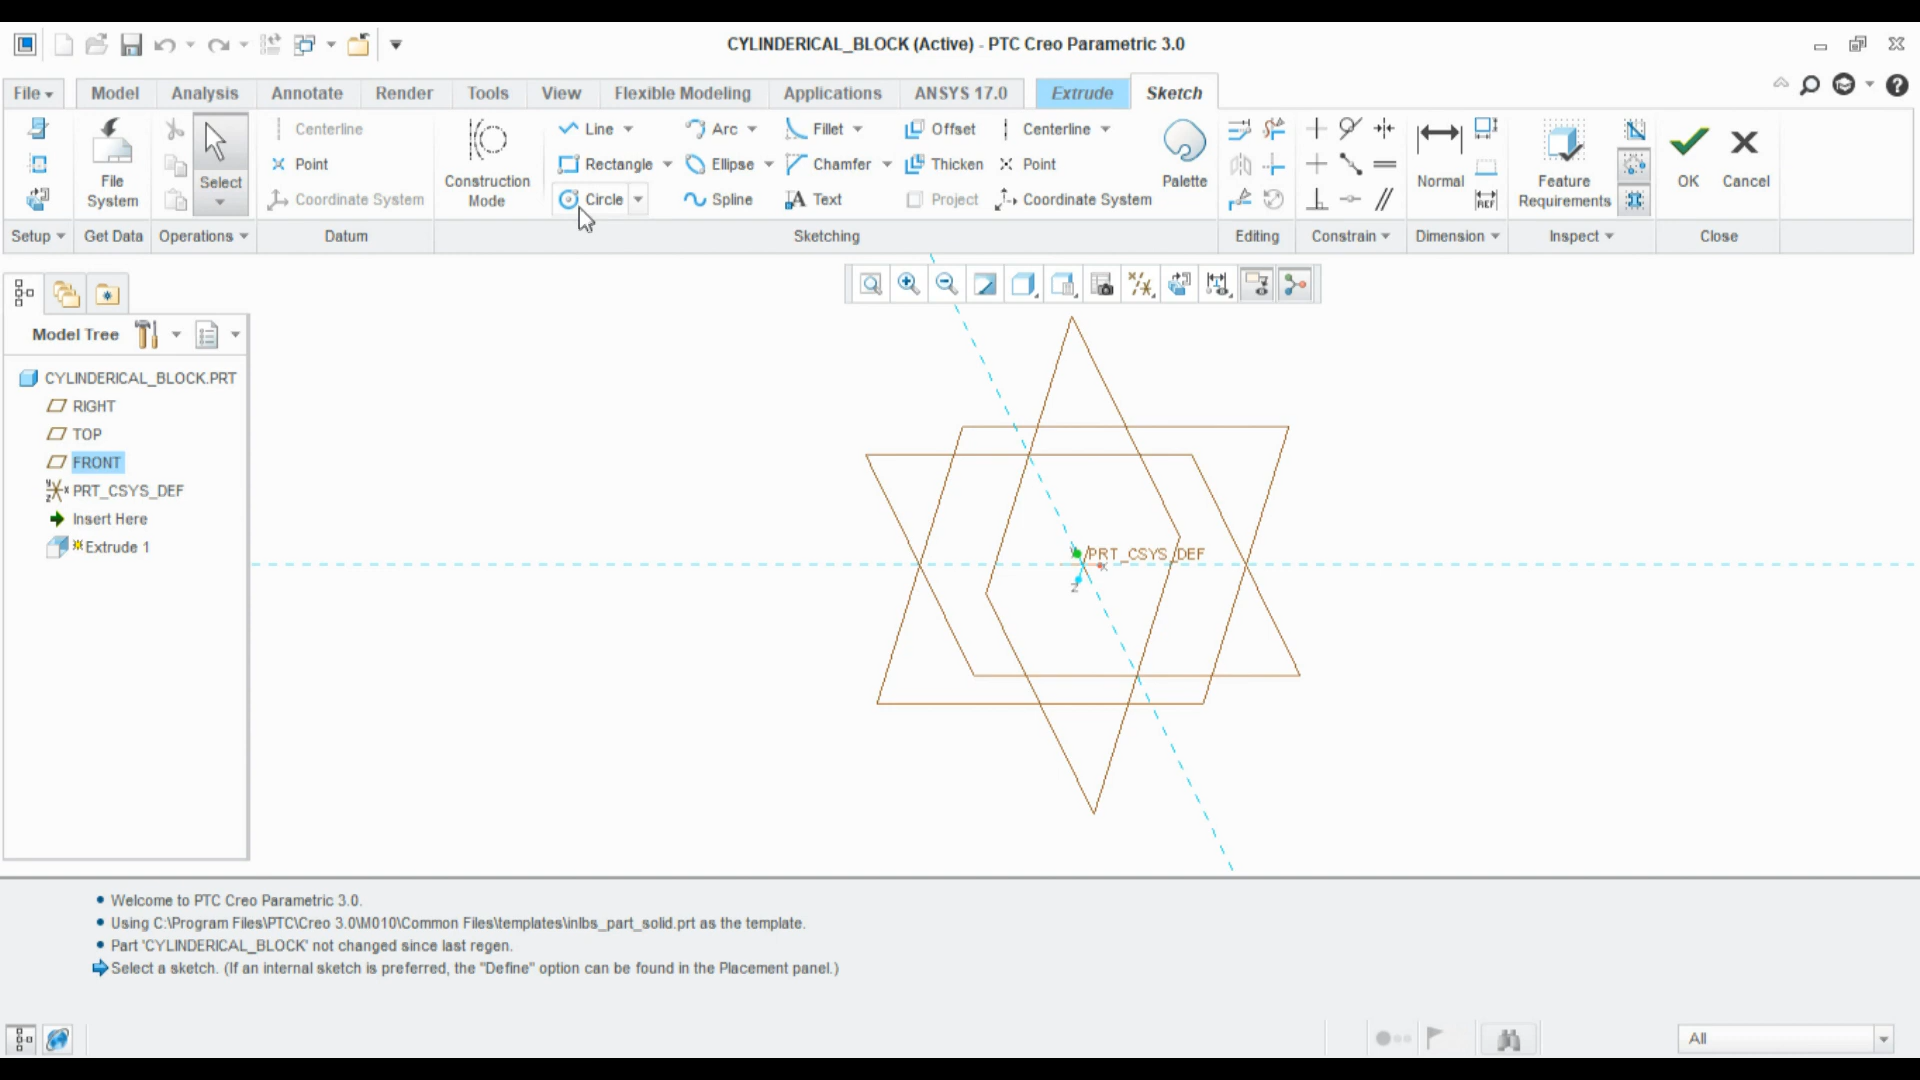 CYLINDERICAL_BLOCK (Active) - PTC Creo Parametric 3.0
File Model Analysis Annotate Render Tools View Flexible Modeling Applications ANSYS 17.0 Extrude Sketch
Centerline Line Arc Fillet Offset Centerline
Point Rectangle Ellipse Chamfer Thicken Point
File System Select Coordinate System Construction Mode Circle Spline Text Project Coordinate System Palette Normal REF Feature Requirements OK Cancel
Setup Get Data Operations Datum Sketching Editing Constrain Dimension Inspect Close
Model Tree
CYLINDERICAL_BLOCK.PRT
RIGHT
TOP
FRONT
PRT_CSYS_DEF
Insert Here
Extrude 1
PRT_CSYS_DEF
X
Z
• Welcome to PTC Creo Parametric 3.0.
• Using C:\Program Files\PTC\Creo 3.0\M010\Common Files\templates\inlbs_part_solid.prt as the template.
• Part 'CYLINDERICAL_BLOCK' not changed since last regen.
Select a sketch. (If an internal sketch is preferred, the "Define" option can be found in the Placement panel.)
All